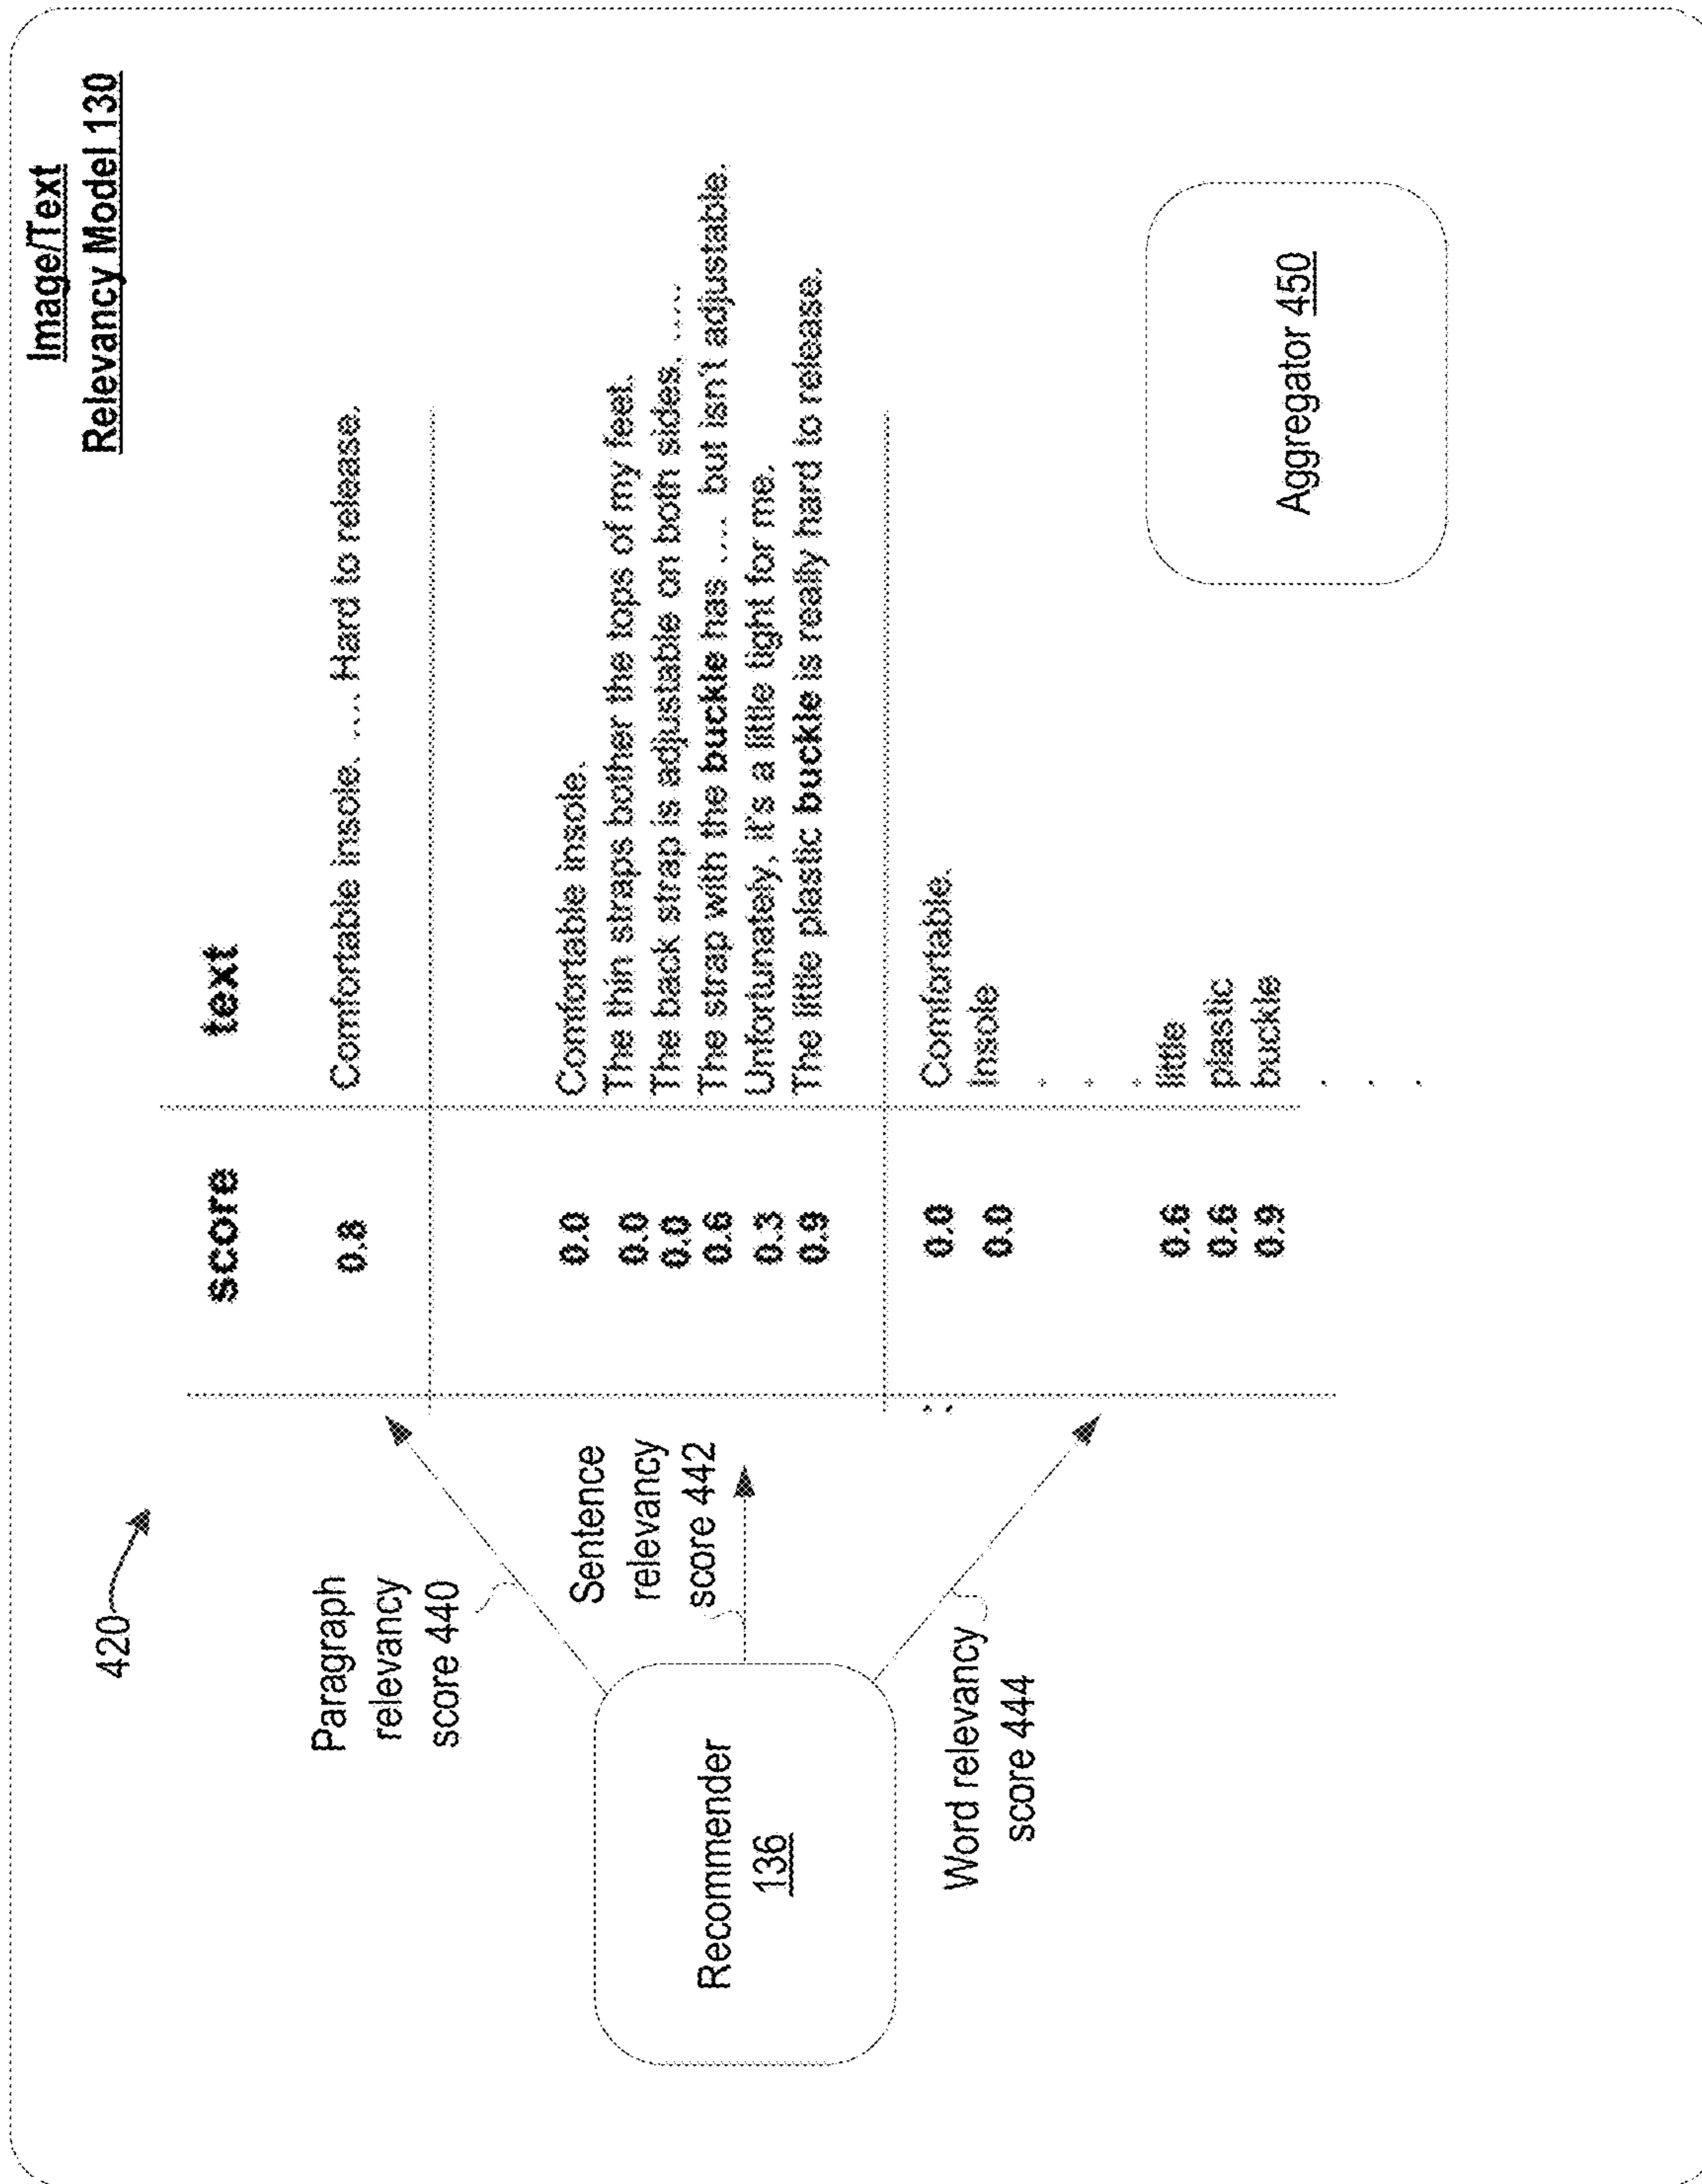 Image/Text
Relevancy Model 130
420
score text
Paragraph
relevancy
score 440
0.8 Comfortable insole. .... Hard to release.
Sentence
relevancy
score 442
0.0 Comfortable insole.
0.0 The thin straps bother the tops of my feet.
0.0 The back strap is adjustable on both sides, .....
0.6 The strap with the buckle has .... but isn't adjustable.
0.3 Unfortunately, it's a little tight for me.
0.9 The little plastic buckle is really hard to release.
Recommender
136
Word relevancy
score 444
0.0 Comfortable.
0.0 Insole
. . .
0.6 little
0.6 plastic
0.9 buckle
. . .
Aggregator 450